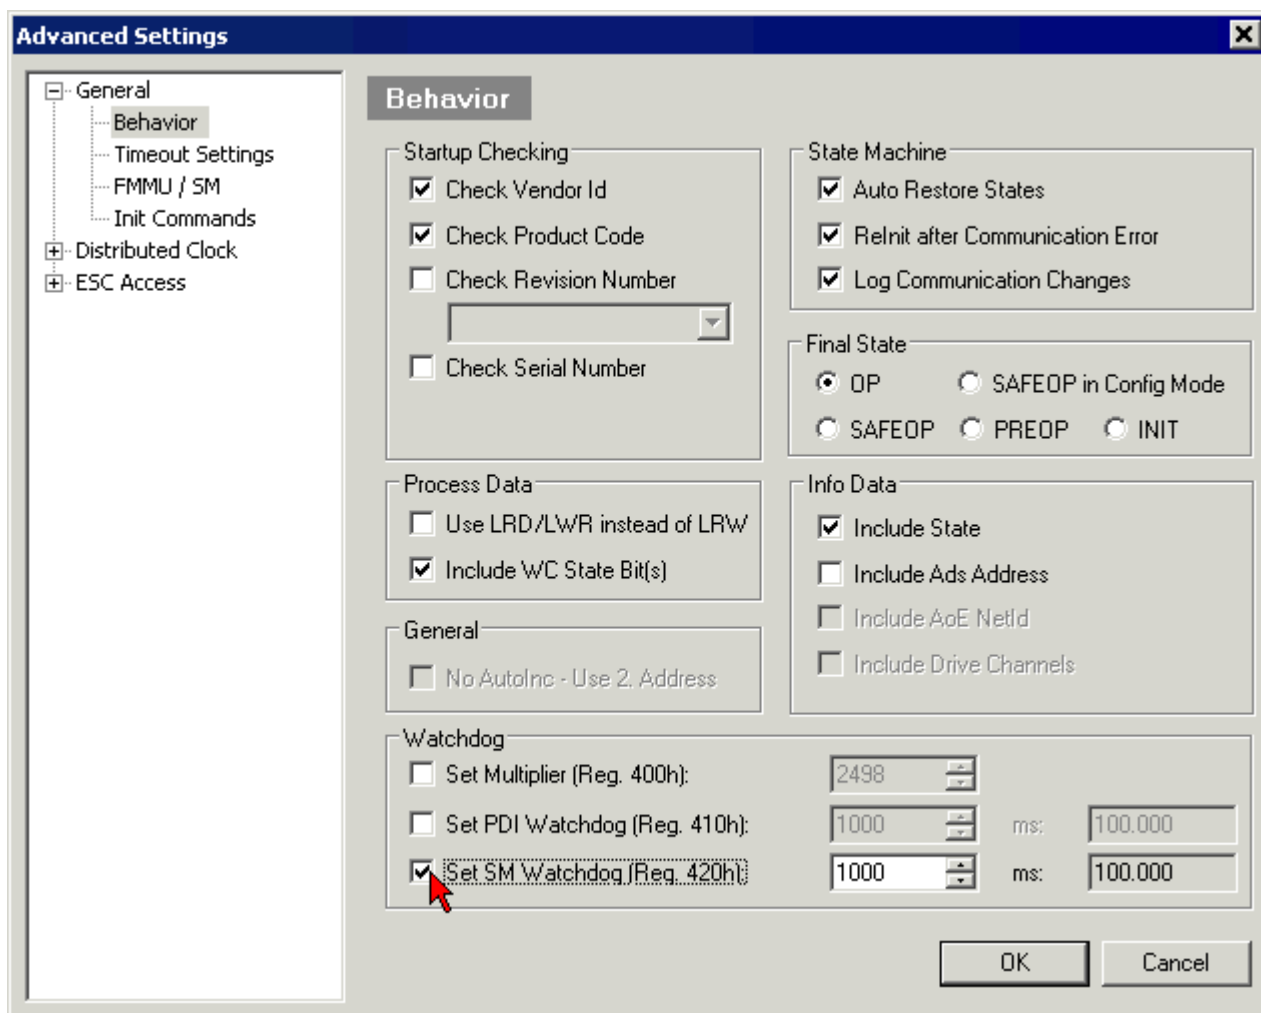 Advanced Settings
General
Behavior
Timeout Settings
FMMU / SM
Init Commands
Distributed Clock
ESC Access
Behavior
Startup Checking
Check Vendor Id
Check Product Code
Check Revision Number
Check Serial Number
State Machine
Auto Restore States
ReInit after Communication Error
Log Communication Changes
Final State
OP SAFEOP in Config Mode
SAFEOP PREOP INIT
Process Data
Use LRD/LWR instead of LRW
Include WC State Bit(s)
Info Data
Include State
Include Ads Address
Include AoE NetId
Include Drive Channels
General
No AutoInc - Use 2. Address
Watchdog
Set Multiplier (Reg. 400h): 2498
Set PDI Watchdog (Reg. 410h): 1000 ms: 100.000
Set SM Watchdog (Reg. 420h): 1000 ms: 100.000
OK Cancel